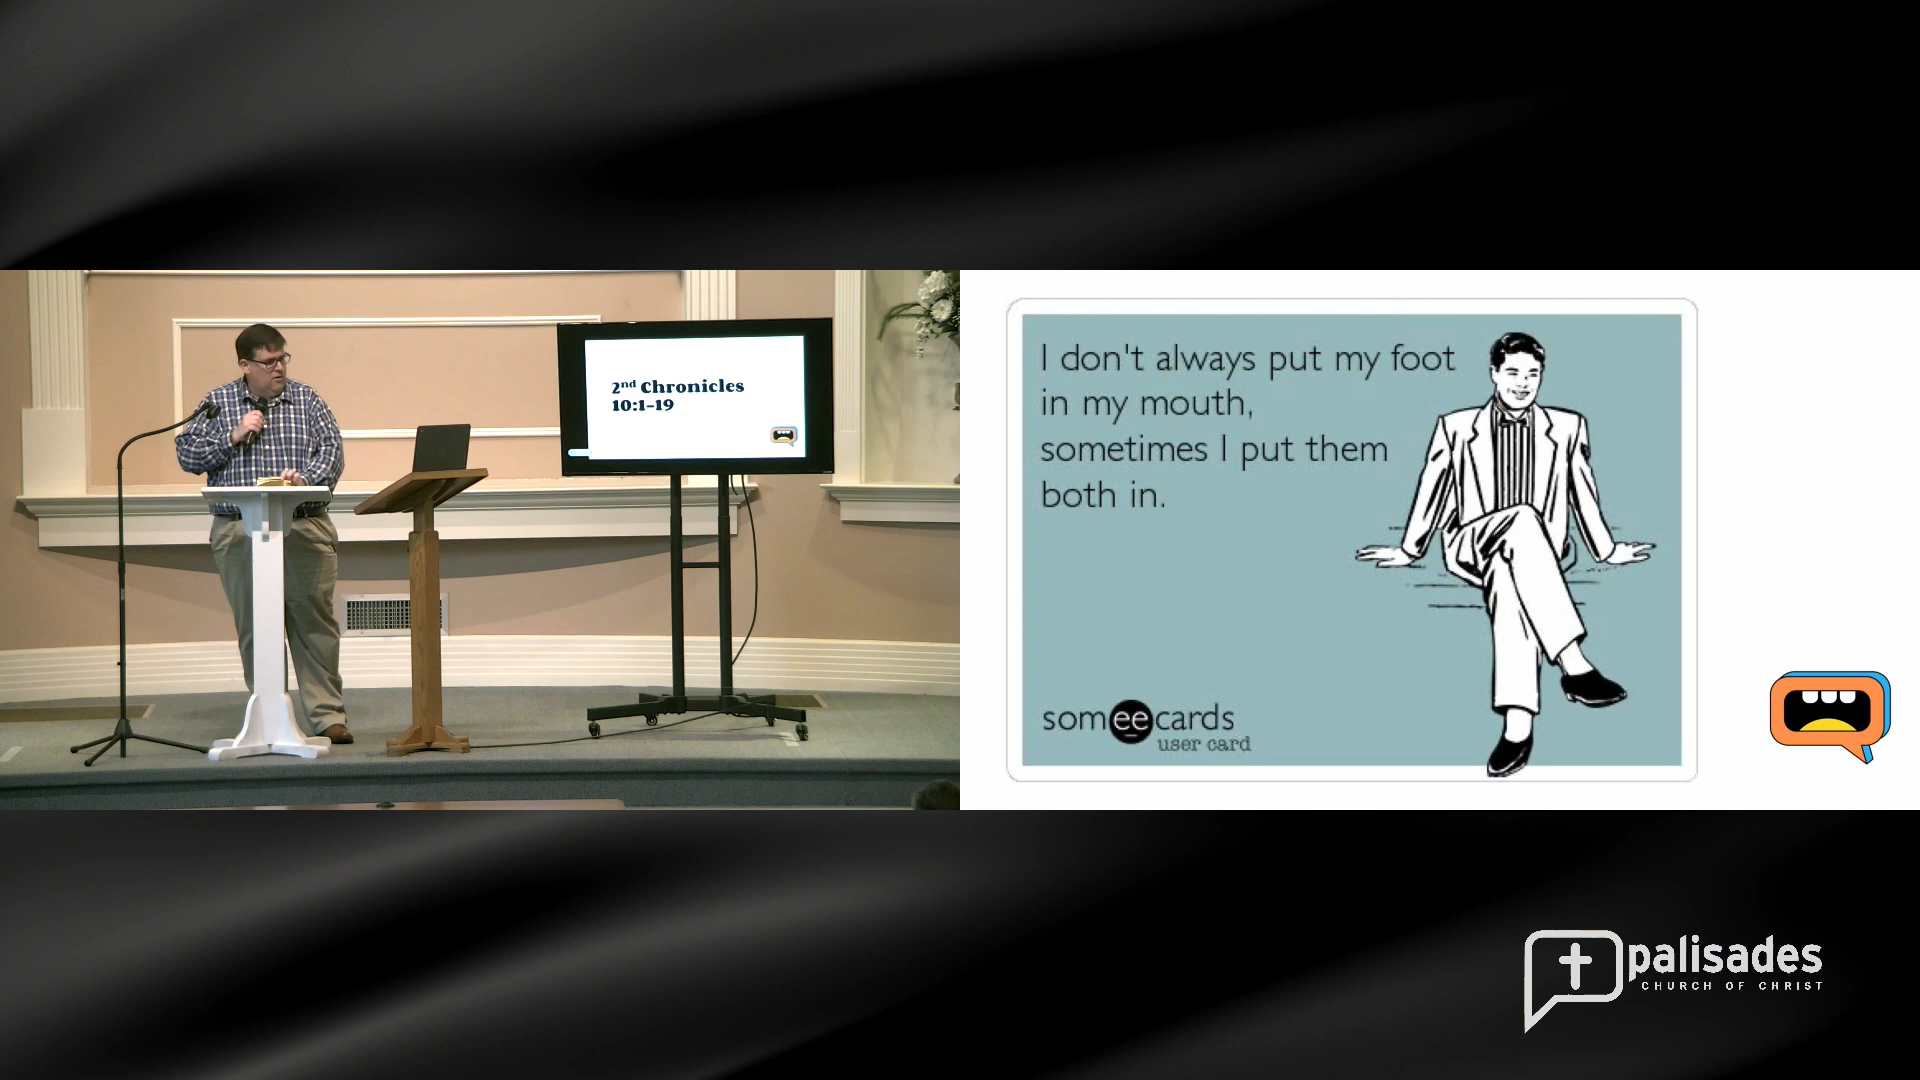 2nd Chronicles
10:1-19
I don't always put my foot
in my mouth,
sometimes I put them
both in.
someecards
user card
palisades
CHURCH OF CHRIST